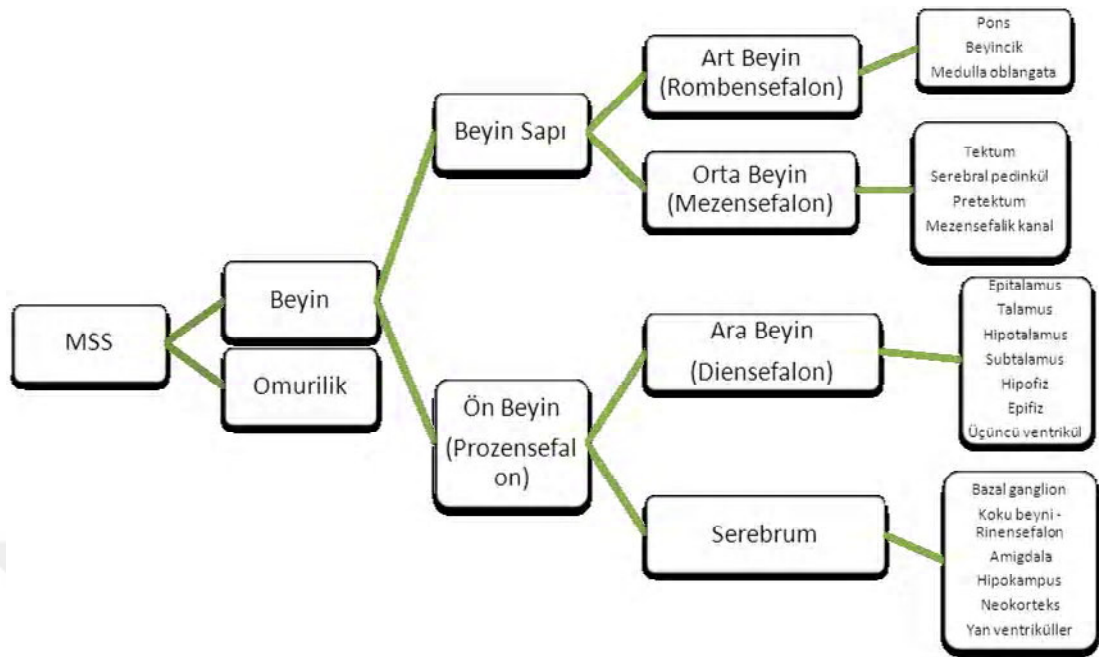 MSS
Beyin
Omurilik
Beyin Sapı
Ön Beyin
(Prozensefal
on)
Art Beyin
(Rombensefalon)
Orta Beyin
(Mezensefalon)
Ara Beyin
(Diensefalon)
Serebrum
Pons
Beyincik
Medulla oblangata
Tektum
Serebral pedinkül
Pretektum
Mezensefalik kanal
Epitalamus
Talamus
Hipotalamus
Subtalamus
Hipofiz
Epifiz
Üçüncü ventrikül
Bazal ganglion
Koku beyni -
Rinensefalon
Amigdala
Hipokampus
Neokorteks
Yan ventriküller